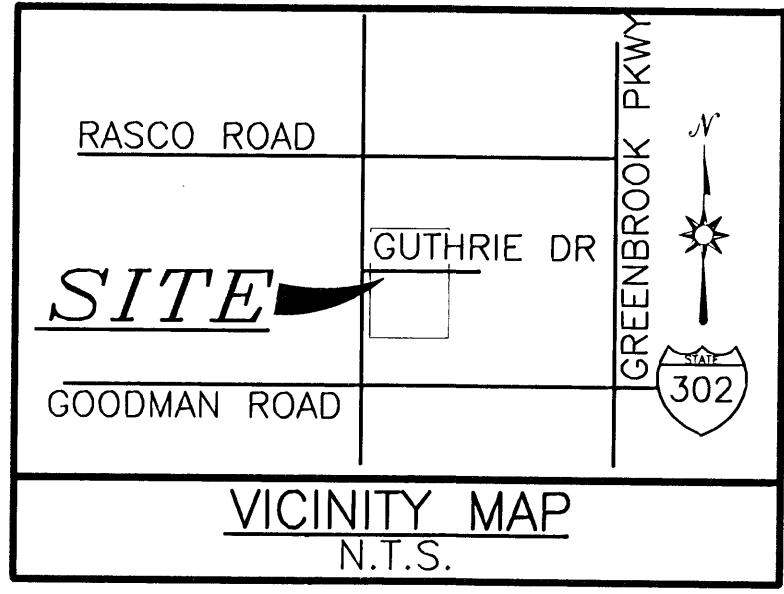 GREENBROOK PKWY
RASCO ROAD
N
GUTHRIE DR
SITE
STATE
302
GOODMAN ROAD
VICINITY MAP
N.T.S.